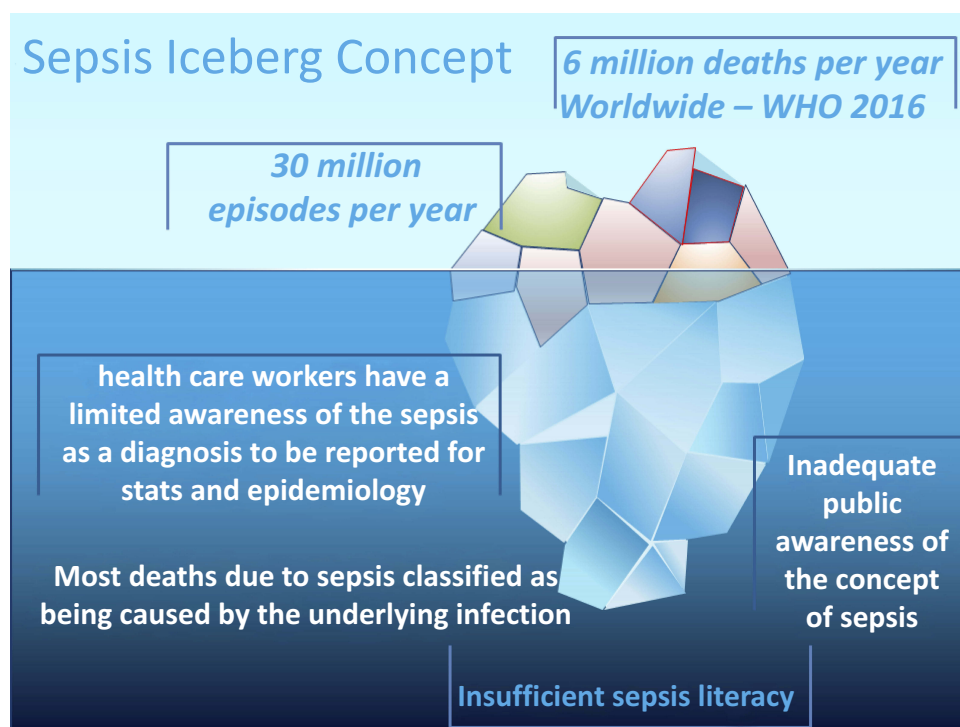 Sepsis Iceberg Concept
6 million deaths per year
Worldwide – WHO 2016
30 million
episodes per year
health care workers have a
limited awareness of the sepsis
as a diagnosis to be reported for
stats and epidemiology
Inadequate
public
awareness of
the concept
of sepsis
Most deaths due to sepsis classified as
being caused by the underlying infection
Insufficient sepsis literacy